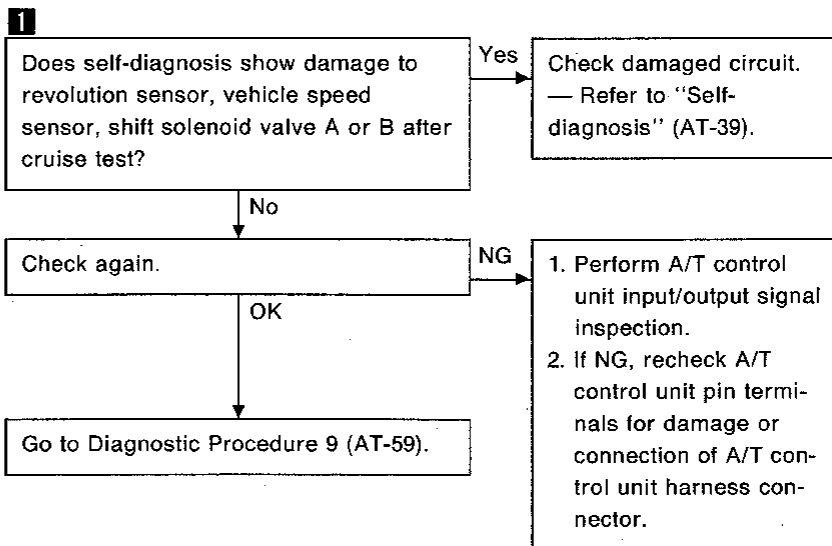 1
Does self-diagnosis show damage to
revolution sensor, vehicle speed
sensor, shift solenoid valve A or B after
cruise test?
Yes
Check damaged circuit.
— Refer to “Self-
diagnosis” (AT-39).
No
Check again.
NG
1. Perform A/T control
unit input/output signal
inspection.
2. If NG, recheck A/T
control unit pin termi-
nals for damage or
connection of A/T con-
trol unit harness con-
nector.
OK
Go to Diagnostic Procedure 9 (AT-59).